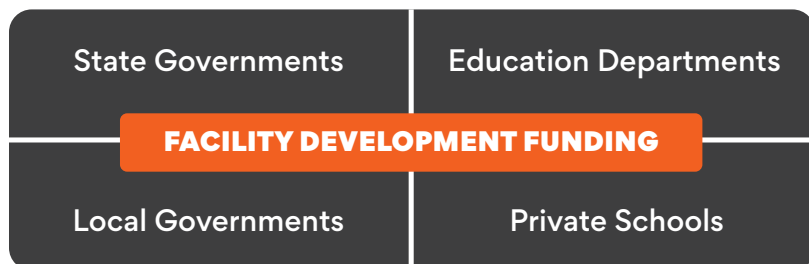 State Governments
Education Departments
FACILITY DEVELOPMENT FUNDING
Local Governments
Private Schools